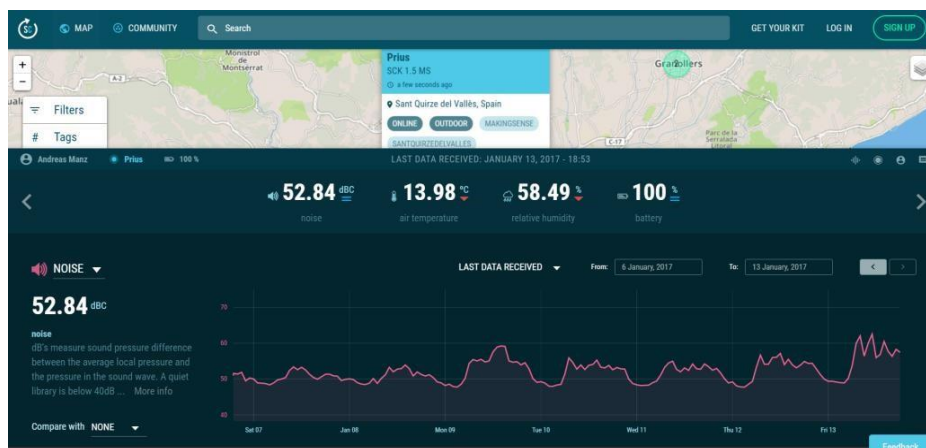 SC
MAP
COMMUNITY
Search
GET YOUR KIT
LOG IN
SIGN UP
+
−
Filters
# Tags
Monistrol
de
Montserrat
A-2
Prius
SCK 1.5 MS
a few seconds ago
Sant Quirze del Vallès, Spain
ONLINE OUTDOOR MAKINGSENSE
SANTQUIRZEDELVALLES
Granollers
2
C-17
Parc de la
Serralada
Litoral
Andreas Manz Prius 100 %
LAST DATA RECEIVED: JANUARY 13, 2017 - 18:53
52.84 dBC
noise
13.98 °C
air temperature
58.49 %
relative humidity
100 %
battery
NOISE
LAST DATA RECEIVED
From: 6 January, 2017
To: 13 January, 2017
52.84 dBC
noise
dB's measure sound pressure difference
between the average local pressure and
the pressure in the sound wave. A quiet
library is below 40dB ... More info
Compare with NONE
70
60
50
40
Sat 07
Jan 08
Mon 09
Tue 10
Wed 11
Thu 12
Fri 13
Feedback